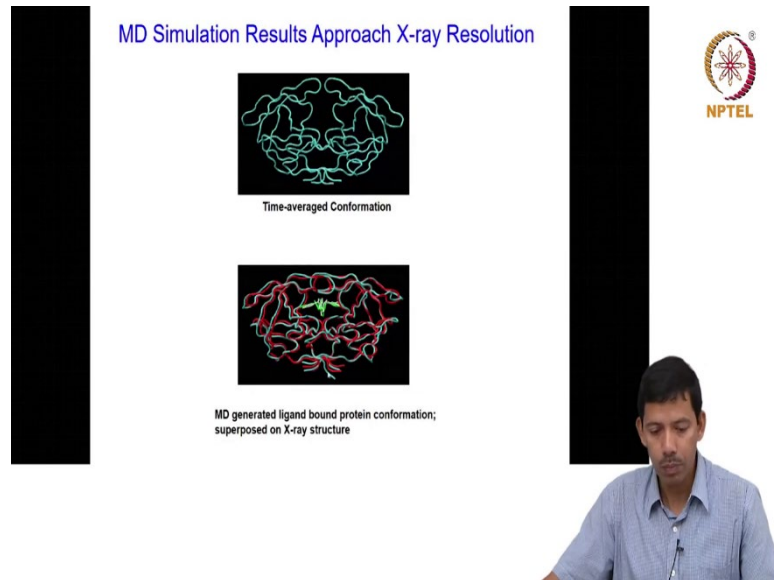 MD Simulation Results Approach X-ray Resolution
®
NPTEL
Time-averaged Conformation
MD generated ligand bound protein conformation;
superposed on X-ray structure